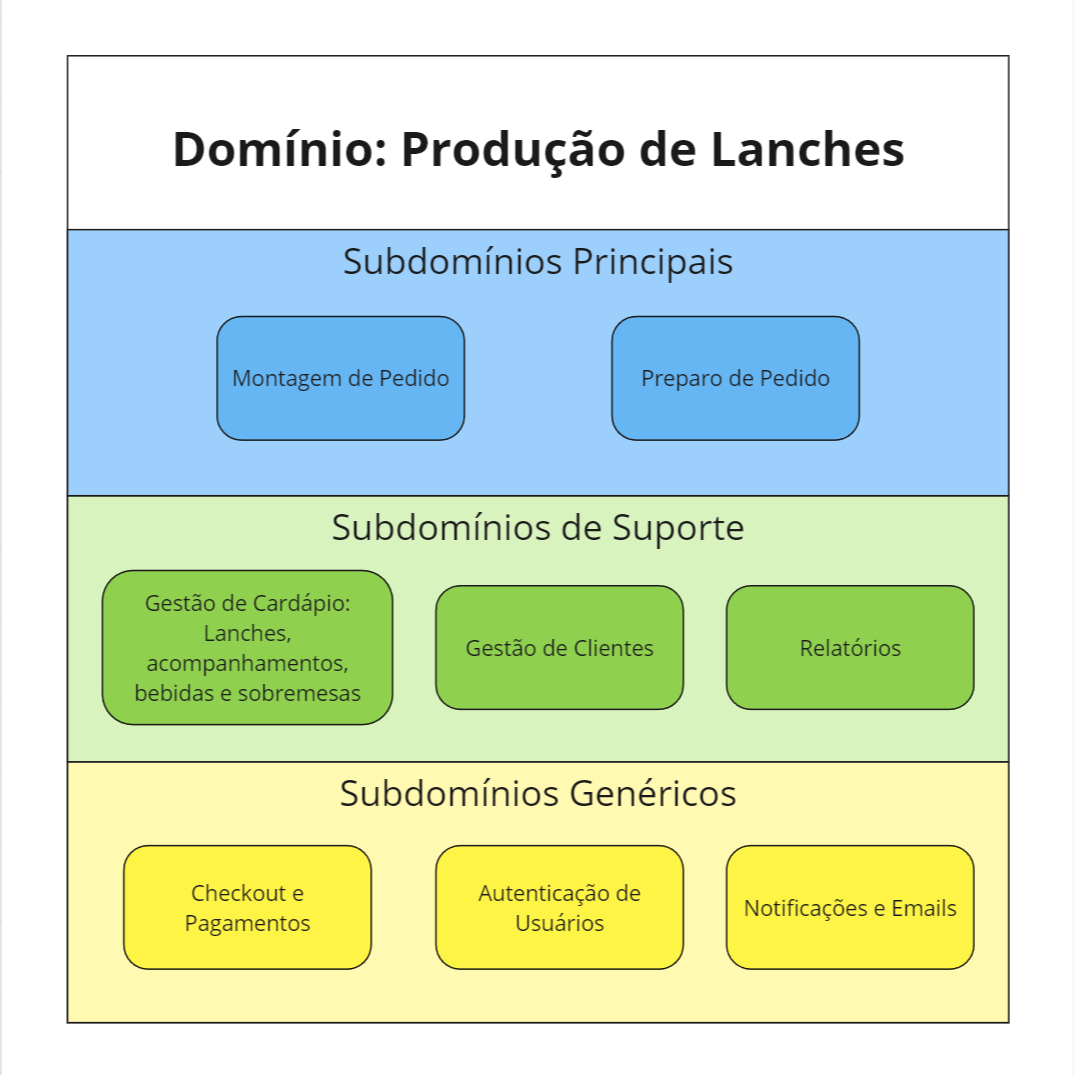 Domínio: Produção de Lanches
Subdomínios Principais
Montagem de Pedido
Preparo de Pedido
Subdomínios de Suporte
Gestão de Cardápio:
Lanches,
acompanhamentos,
bebidas e sobremesas
Gestão de Clientes
Relatórios
Subdomínios Genéricos
Checkout e
Pagamentos
Autenticação de
Usuários
Notificações e Emails